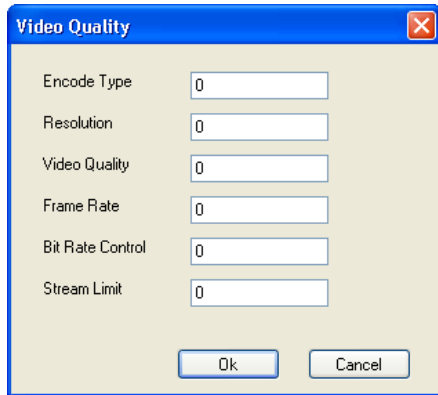 Video Quality
Encode Type 0
Resolution 0
Video Quality 0
Frame Rate 0
Bit Rate Control 0
Stream Limit 0
Ok Cancel